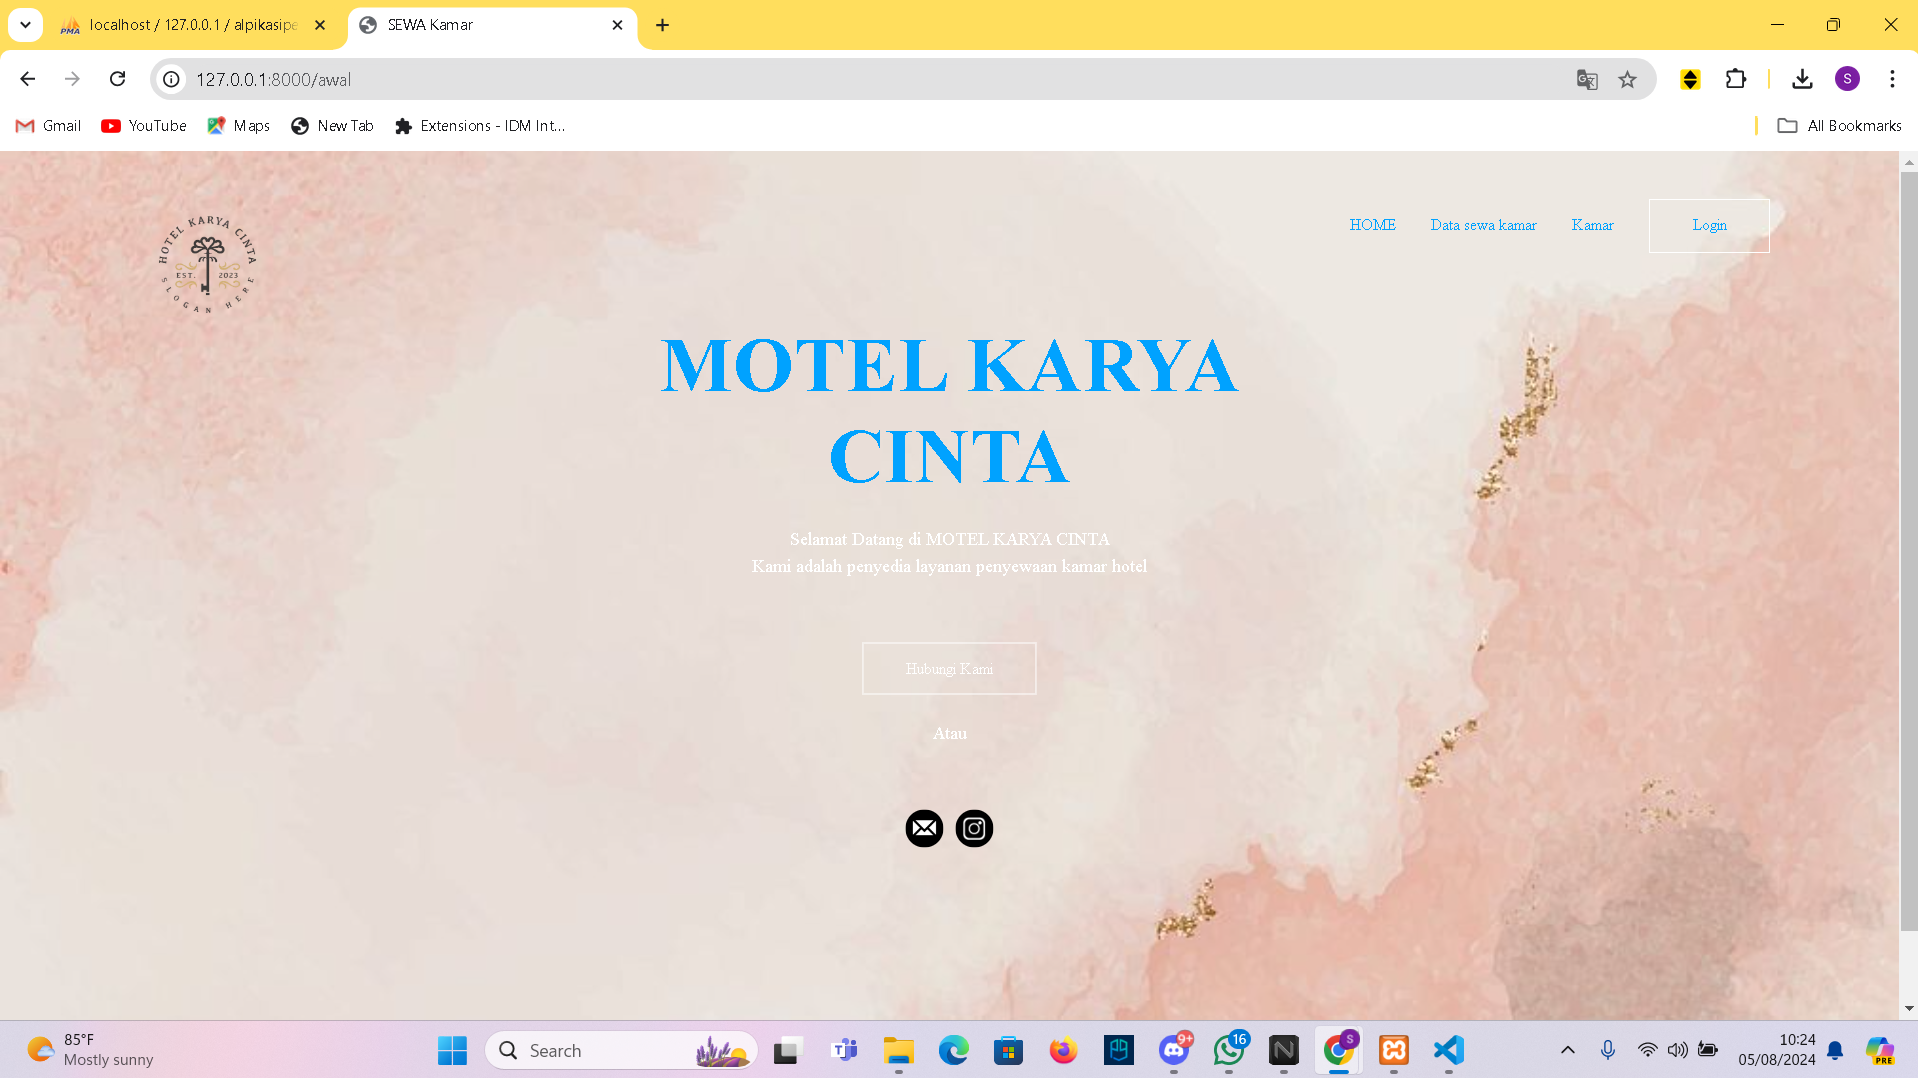 localhost / 127.0.0.1 / alpikasipe
SEWA Kamar
127.0.0.1:8000/awal
S
Gmail
YouTube
Maps
New Tab
Extensions - IDM Int...
All Bookmarks
HOTEL KARYA CINTA
EST. 2023
SLOGAN HERE
HOME
Data sewa kamar
Kamar
Login
MOTEL KARYA
CINTA
Selamat Datang di MOTEL KARYA CINTA
Kami adalah penyedia layanan penyewaan kamar hotel
Hubungi Kami
Atau
85°F
Mostly sunny
Search
9+
16
S
10:24
05/08/2024
PRE